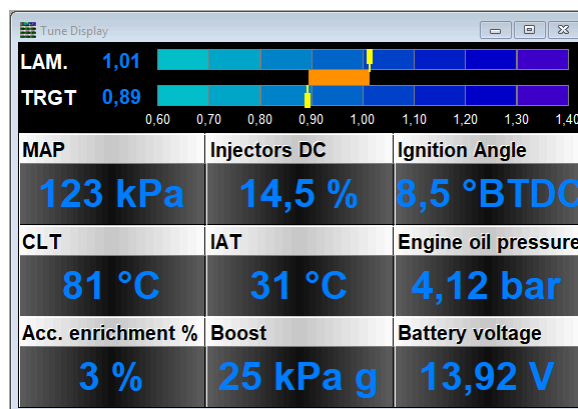 Tune Display
LAM. 1,01
TRGT 0,89
0,60 0,70 0,80 0,90 1,00 1,10 1,20 1,30 1,40
MAP Injectors DC Ignition Angle
123 kPa 14,5 % 8,5 °BTDC
CLT IAT Engine oil pressure
81 °C 31 °C 4,12 bar
Acc. enrichment % Boost Battery voltage
3 % 25 kPa g 13,92 V